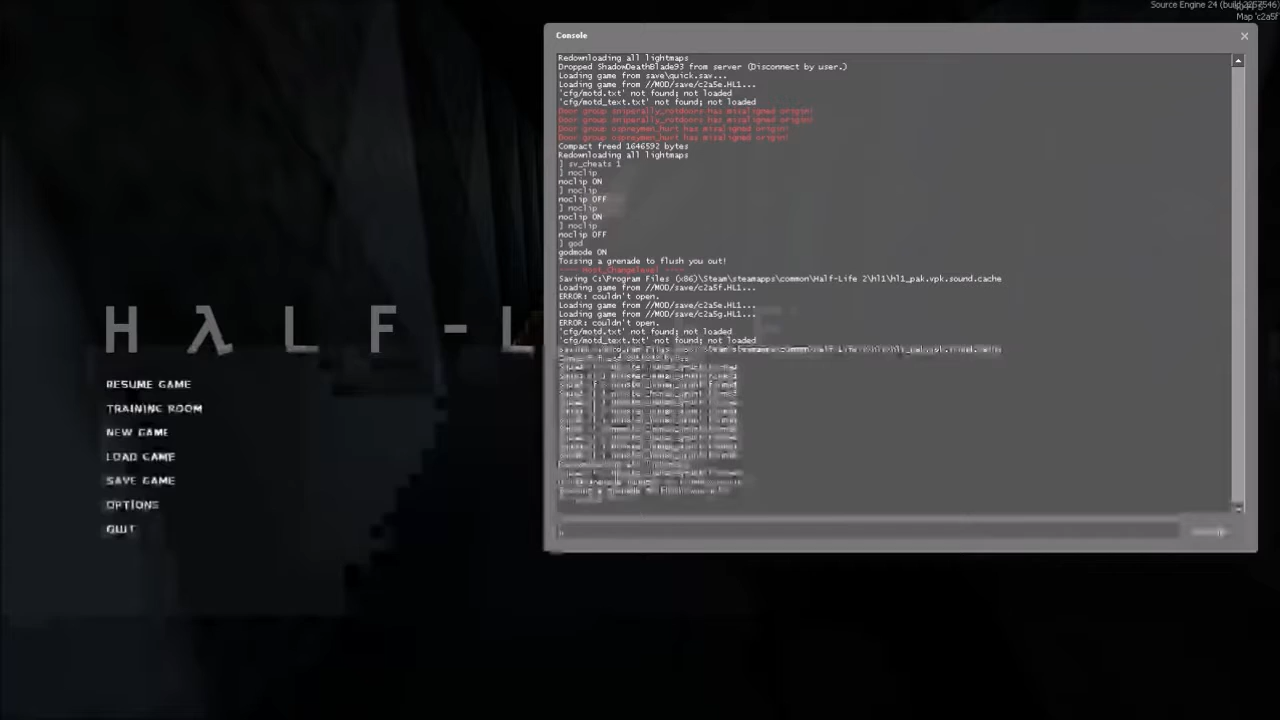 Source Engine 24 (build 2257546)
Map 'c2a5f'
Console
Redownloading all lightmaps
Dropped ShadowDeathBlade93 from server (Disconnect by user.)
Loading game from save\quick.sav...
Loading game from //MOD/save/c2a5e.HL1...
'cfg/motd.txt' not found; not loaded
'cfg/motd_text.txt' not found; not loaded
Door group sniperally_rotdoors has misaligned origin!
Door group sniperally_rotdoors has misaligned origin!
Door group ospreymen_hurt has misaligned origin!
Door group ospreymen_hurt has misaligned origin!
Compact freed 1646592 bytes
Redownloading all lightmaps
] sv_cheats 1
] noclip
noclip ON
] noclip
noclip OFF
] noclip
noclip ON
] noclip
noclip OFF
] god
godmode ON
Tossing a grenade to flush you out!
---- Host_Changelevel ----
Saving C:\Program Files (x86)\Steam\steamapps\common\Half-Life 2\hl1\hl1_pak.vpk.sound.cache
Loading game from //MOD/save/c2a5f.HL1...
ERROR: couldn't open.
Loading game from //MOD/save/c2a5e.HL1...
Loading game from //MOD/save/c2a5g.HL1...
ERROR: couldn't open.
'cfg/motd.txt' not found; not loaded
'cfg/motd_text.txt' not found; not loaded
HλLF-L
RESUME GAME
TRAINING ROOM
NEW GAME
LOAD GAME
SAVE GAME
OPTIONS
QUIT